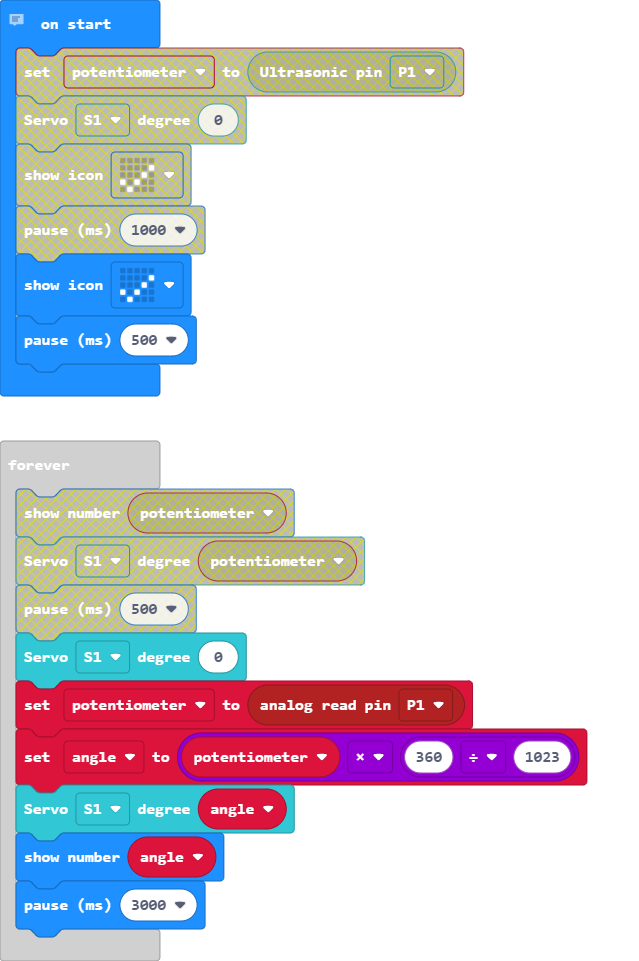 on start
set potentiometer to Ultrasonic pin P1
Servo S1 degree 0
show icon
pause (ms) 1000
show icon
pause (ms) 500
forever
show number potentiometer
Servo S1 degree potentiometer
pause (ms) 500
Servo S1 degree 0
set potentiometer to analog read pin P1
set angle to potentiometer × 360 ÷ 1023
Servo S1 degree angle
show number angle
pause (ms) 3000